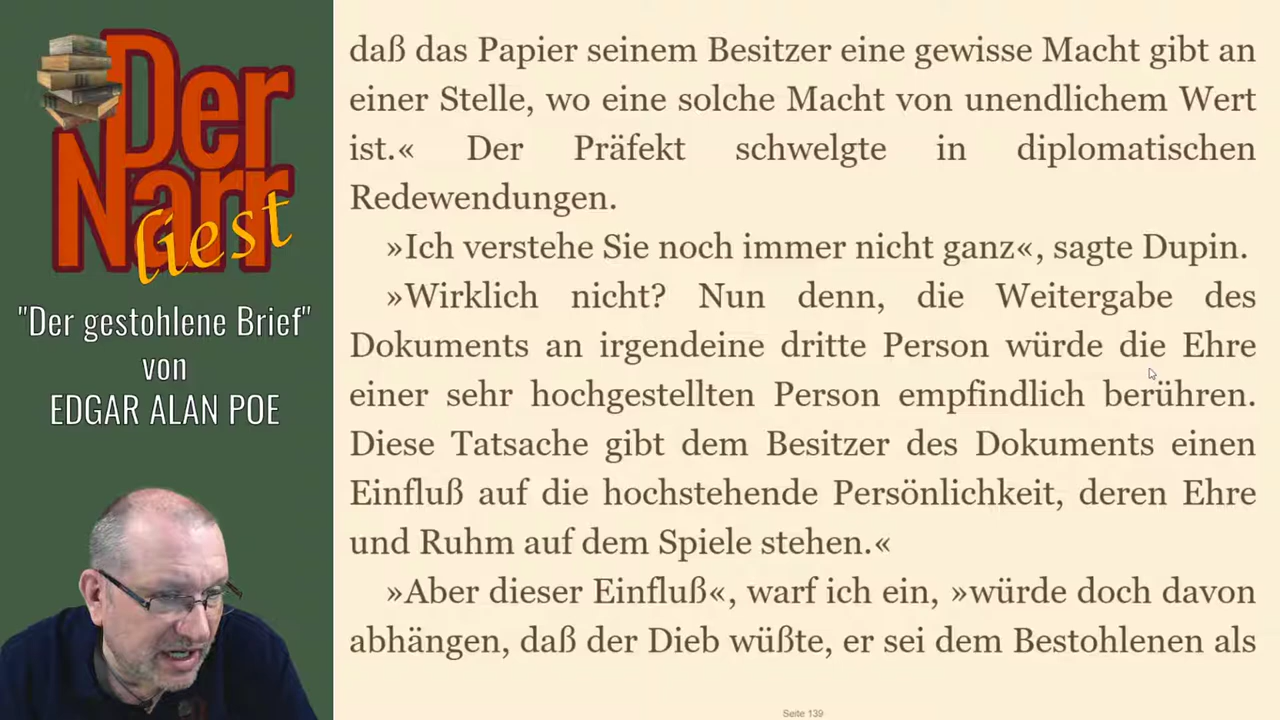 Der
Narr
liest
"Der gestohlene Brief"
von
EDGAR ALAN POE
daß das Papier seinem Besitzer eine gewisse Macht gibt an
einer Stelle, wo eine solche Macht von unendlichem Wert
ist.« Der Präfekt schwelgte in diplomatischen
Redewendungen.
»Ich verstehe Sie noch immer nicht ganz«, sagte Dupin.
»Wirklich nicht? Nun denn, die Weitergabe des
Dokuments an irgendeine dritte Person würde die Ehre
einer sehr hochgestellten Person empfindlich berühren.
Diese Tatsache gibt dem Besitzer des Dokuments einen
Einfluß auf die hochstehende Persönlichkeit, deren Ehre
und Ruhm auf dem Spiele stehen.«
»Aber dieser Einfluß«, warf ich ein, »würde doch davon
abhängen, daß der Dieb wüßte, er sei dem Bestohlenen als
Seite 139